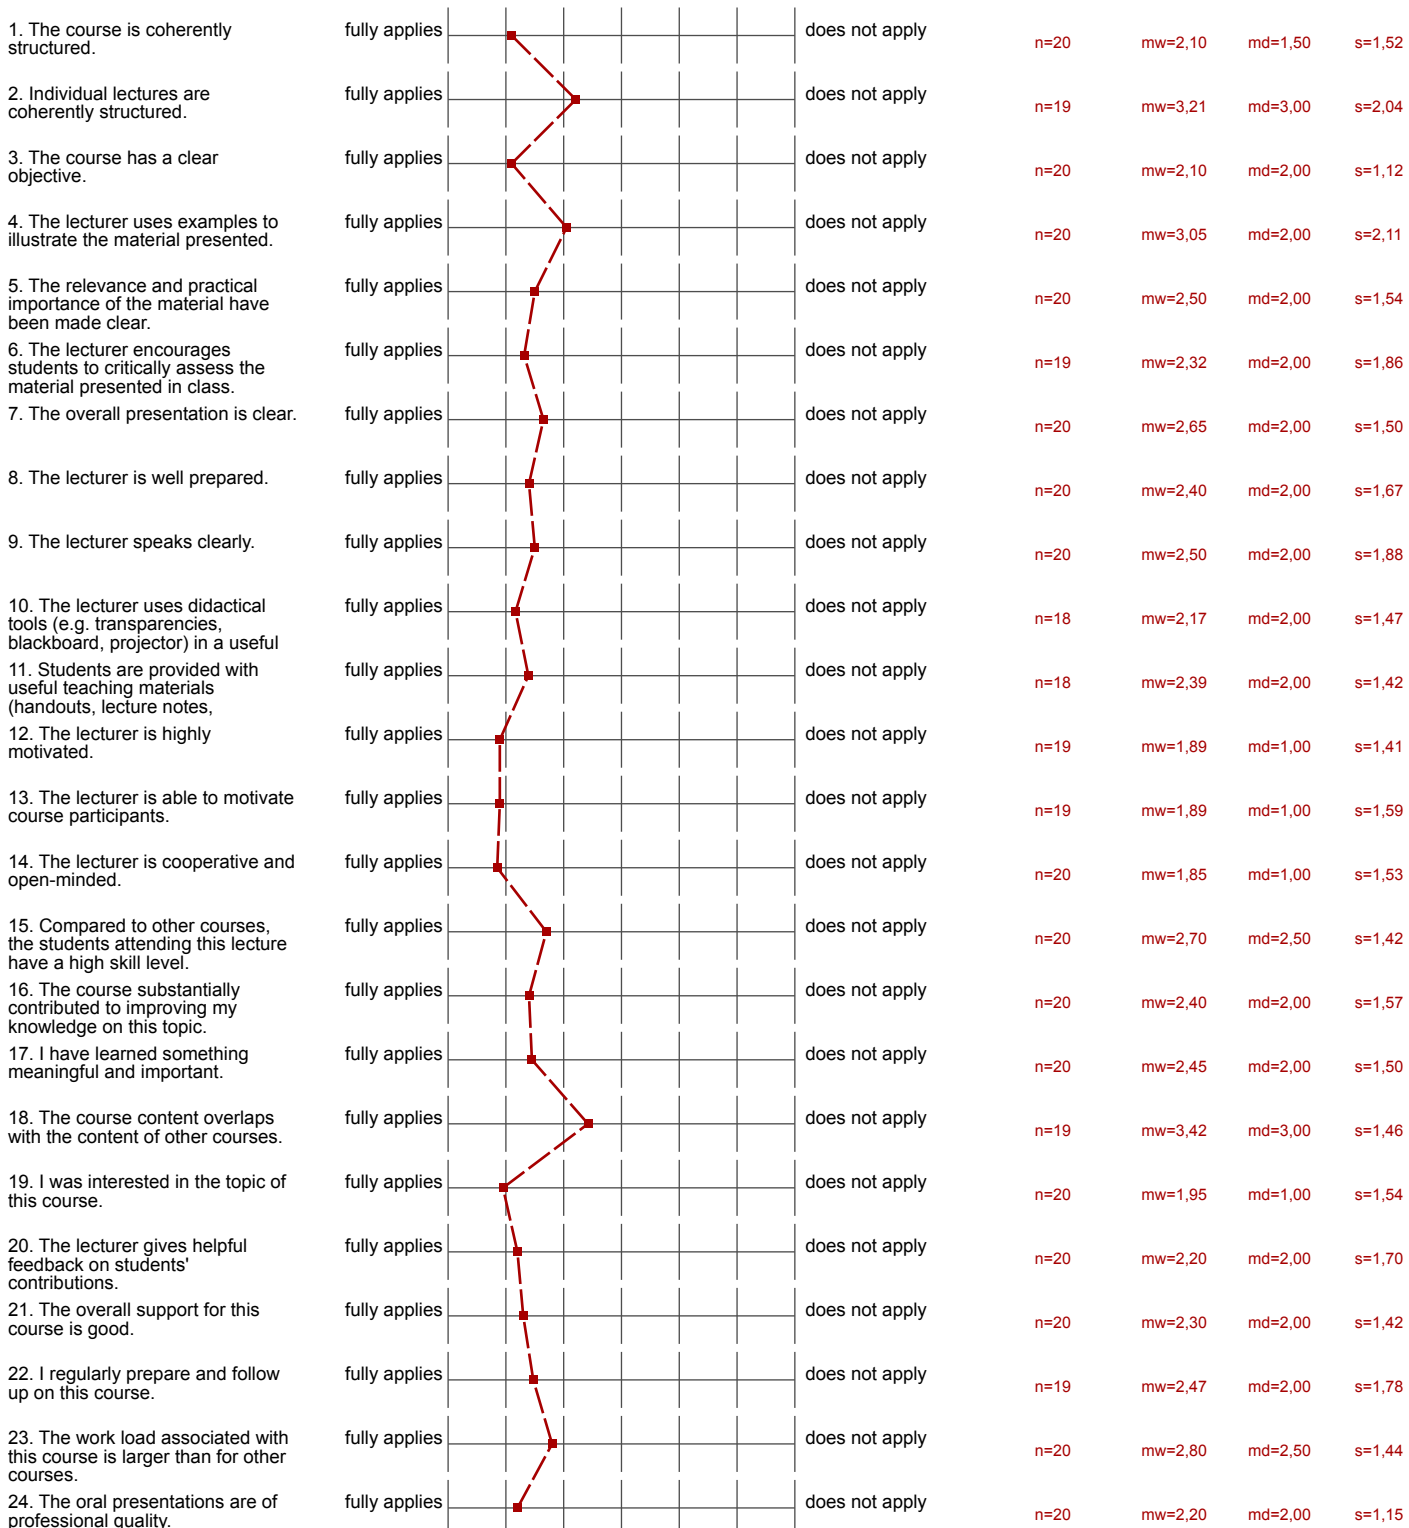 1. The course is coherently
structured.
fully applies
does not apply
n=20 mw=2,10 md=1,50 s=1,52
2. Individual lectures are
coherently structured.
fully applies
does not apply
n=19 mw=3,21 md=3,00 s=2,04
3. The course has a clear
objective.
fully applies
does not apply
n=20 mw=2,10 md=2,00 s=1,12
4. The lecturer uses examples to
illustrate the material presented.
fully applies
does not apply
n=20 mw=3,05 md=2,00 s=2,11
5. The relevance and practical
importance of the material have
been made clear.
fully applies
does not apply
n=20 mw=2,50 md=2,00 s=1,54
6. The lecturer encourages
students to critically assess the
material presented in class.
fully applies
does not apply
n=19 mw=2,32 md=2,00 s=1,86
7. The overall presentation is clear.
fully applies
does not apply
n=20 mw=2,65 md=2,00 s=1,50
8. The lecturer is well prepared.
fully applies
does not apply
n=20 mw=2,40 md=2,00 s=1,67
9. The lecturer speaks clearly.
fully applies
does not apply
n=20 mw=2,50 md=2,00 s=1,88
10. The lecturer uses didactical
tools (e.g. transparencies,
blackboard, projector) in a useful
fully applies
does not apply
n=18 mw=2,17 md=2,00 s=1,47
11. Students are provided with
useful teaching materials
(handouts, lecture notes,
fully applies
does not apply
n=18 mw=2,39 md=2,00 s=1,42
12. The lecturer is highly
motivated.
fully applies
does not apply
n=19 mw=1,89 md=1,00 s=1,41
13. The lecturer is able to motivate
course participants.
fully applies
does not apply
n=19 mw=1,89 md=1,00 s=1,59
14. The lecturer is cooperative and
open-minded.
fully applies
does not apply
n=20 mw=1,85 md=1,00 s=1,53
15. Compared to other courses,
the students attending this lecture
have a high skill level.
fully applies
does not apply
n=20 mw=2,70 md=2,50 s=1,42
16. The course substantially
contributed to improving my
knowledge on this topic.
fully applies
does not apply
n=20 mw=2,40 md=2,00 s=1,57
17. I have learned something
meaningful and important.
fully applies
does not apply
n=20 mw=2,45 md=2,00 s=1,50
18. The course content overlaps
with the content of other courses.
fully applies
does not apply
n=19 mw=3,42 md=3,00 s=1,46
19. I was interested in the topic of
this course.
fully applies
does not apply
n=20 mw=1,95 md=1,00 s=1,54
20. The lecturer gives helpful
feedback on students'
contributions.
fully applies
does not apply
n=20 mw=2,20 md=2,00 s=1,70
21. The overall support for this
course is good.
fully applies
does not apply
n=20 mw=2,30 md=2,00 s=1,42
22. I regularly prepare and follow
up on this course.
fully applies
does not apply
n=19 mw=2,47 md=2,00 s=1,78
23. The work load associated with
this course is larger than for other
courses.
fully applies
does not apply
n=20 mw=2,80 md=2,50 s=1,44
24. The oral presentations are of
professional quality.
fully applies
does not apply
n=20 mw=2,20 md=2,00 s=1,15